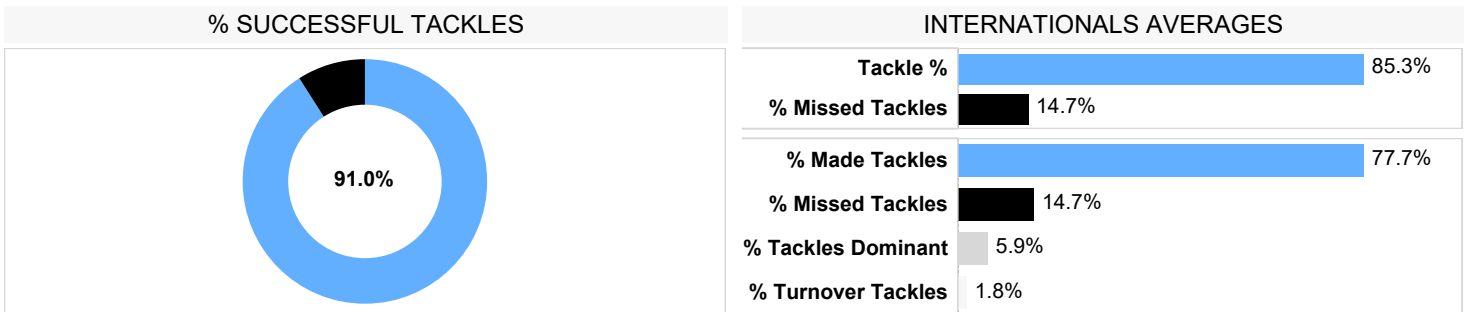 % SUCCESSFUL TACKLES
91.0%
INTERNATIONALS AVERAGES
Tackle % 85.3%
% Missed Tackles 14.7%
% Made Tackles 77.7%
% Missed Tackles 14.7%
% Tackles Dominant 5.9%
% Turnover Tackles 1.8%